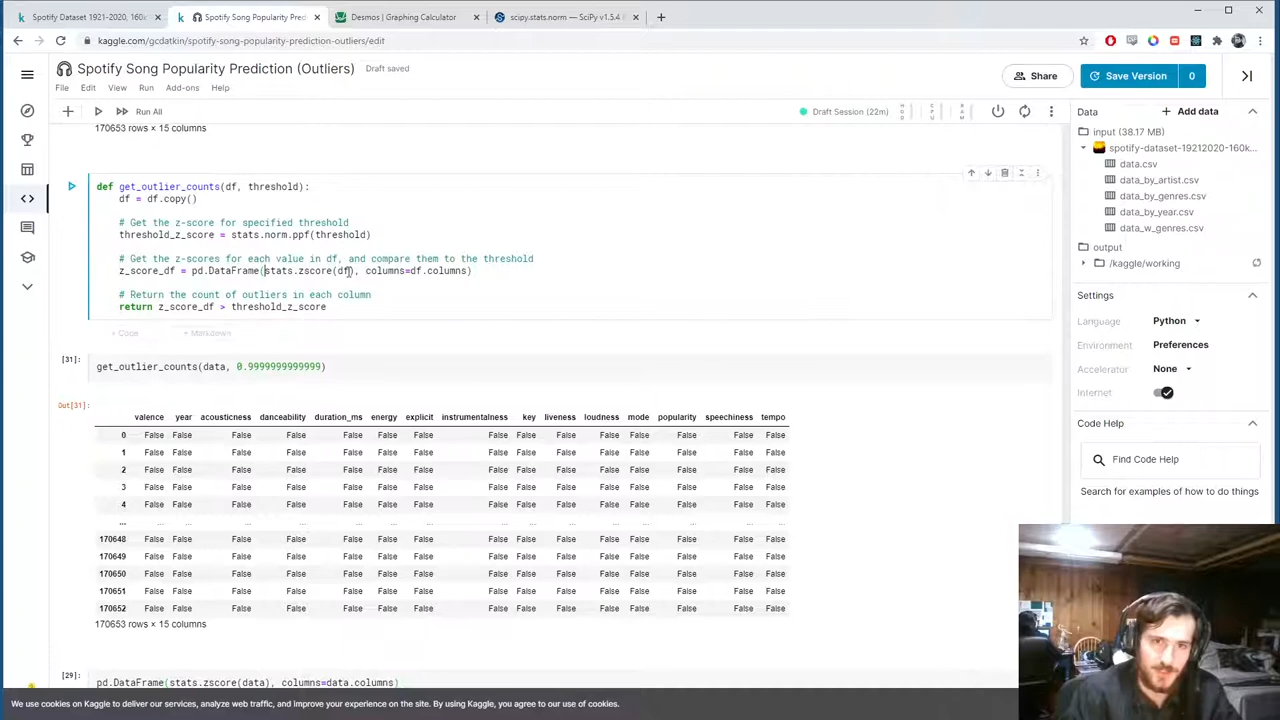 Spotify Dataset 1921-2020, 160k
Spotify Song Popularity Pred
Desmos | Graphing Calculator
scipy.stats.norm — SciPy v1.5.4
kaggle.com/gcdatkin/spotify-song-popularity-prediction-outliers/edit
Spotify Song Popularity Prediction (Outliers)
Draft saved
Share
Save Version
0
File
Edit
View
Run
Add-ons
Help
Run All
Draft Session (22m)
170653 rows × 15 columns
def get_outlier_counts(df, threshold):
df = df.copy()
# Get the z-score for specified threshold
threshold_z_score = stats.norm.ppf(threshold)
# Get the z-scores for each value in df, and compare them to the threshold
z_score_df = pd.DataFrame(stats.zscore(df), columns=df.columns)
# Return the count of outliers in each column
return z_score_df > threshold_z_score
+ Code
+ Markdown
[31]:
get_outlier_counts(data, 0.9999999999999)
Out[31]:
valence year acousticness danceability duration_ms energy explicit instrumentalness key liveness loudness mode popularity speechiness tempo
0 False False False False False False False False False False False False False False False
1 False False False False False False False False False False False False False False False
2 False False False False False False False False False False False False False False False
3 False False False False False False False False False False False False False False False
4 False False False False False False False False False False False False False False False
... ... ... ... ... ... ... ... ... ... ... ... ... ... ... ...
170648 False False False False False False False False False False False False False False False
170649 False False False False False False False False False False False False False False False
170650 False False False False False False False False False False False False False False False
170651 False False False False False False False False False False False False False False False
170652 False False False False False False False False False False False False False False False
170653 rows × 15 columns
[29]:
pd.DataFrame(stats.zscore(data), columns=data.columns)
Data
+ Add data
input (38.17 MB)
spotify-dataset-19212020-160k...
data.csv
data_by_artist.csv
data_by_genres.csv
data_by_year.csv
data_w_genres.csv
output
/kaggle/working
Settings
Language
Python
Environment
Preferences
Accelerator
None
Internet
Code Help
Find Code Help
Search for examples of how to do things
We use cookies on Kaggle to deliver our services, analyze web traffic, and improve your experience on the site. By using Kaggle, you agree to our use of cookies.